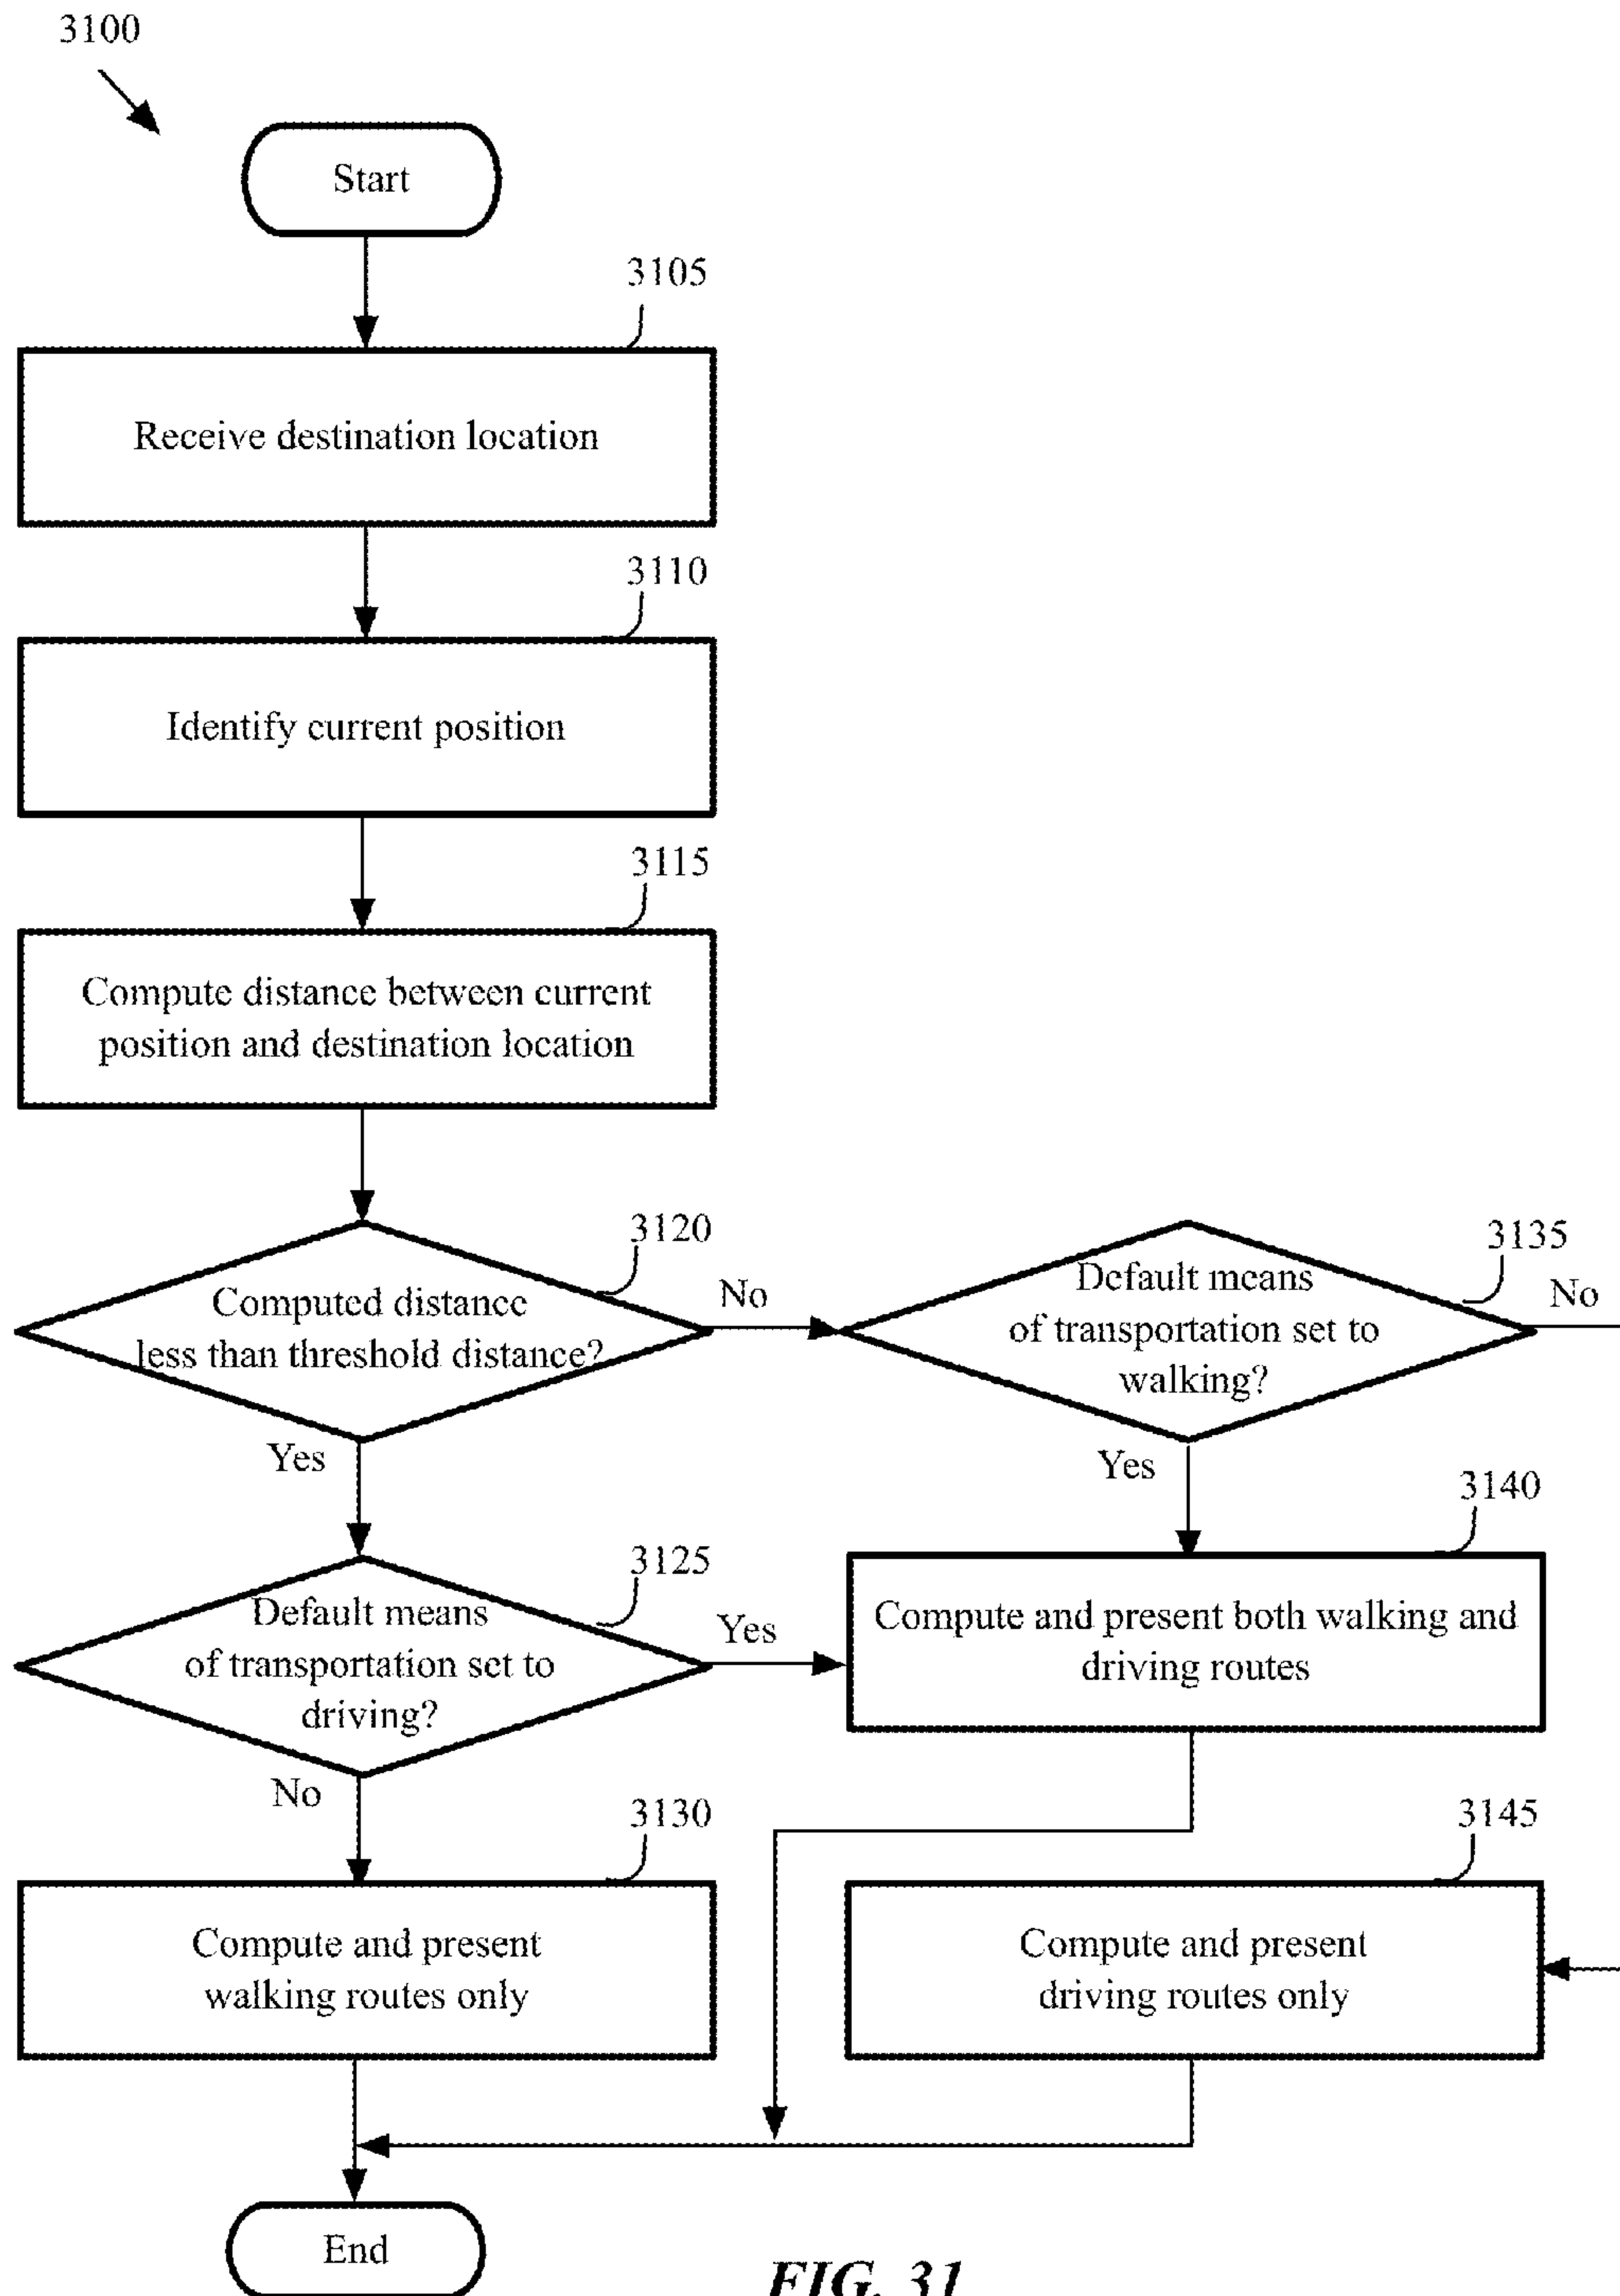 3100
Start
3105
Receive destination location
3110
Identify current position
3115
Compute distance between current
position and destination location
3120
Computed distance
less than threshold distance?
No
Yes
3135
Default means
of transportation set to
walking?
No
Yes
3125
Default means
of transportation set to
driving?
Yes
No
3140
Compute and present both walking and
driving routes
3130
Compute and present
walking routes only
3145
Compute and present
driving routes only
End
FIG. 31